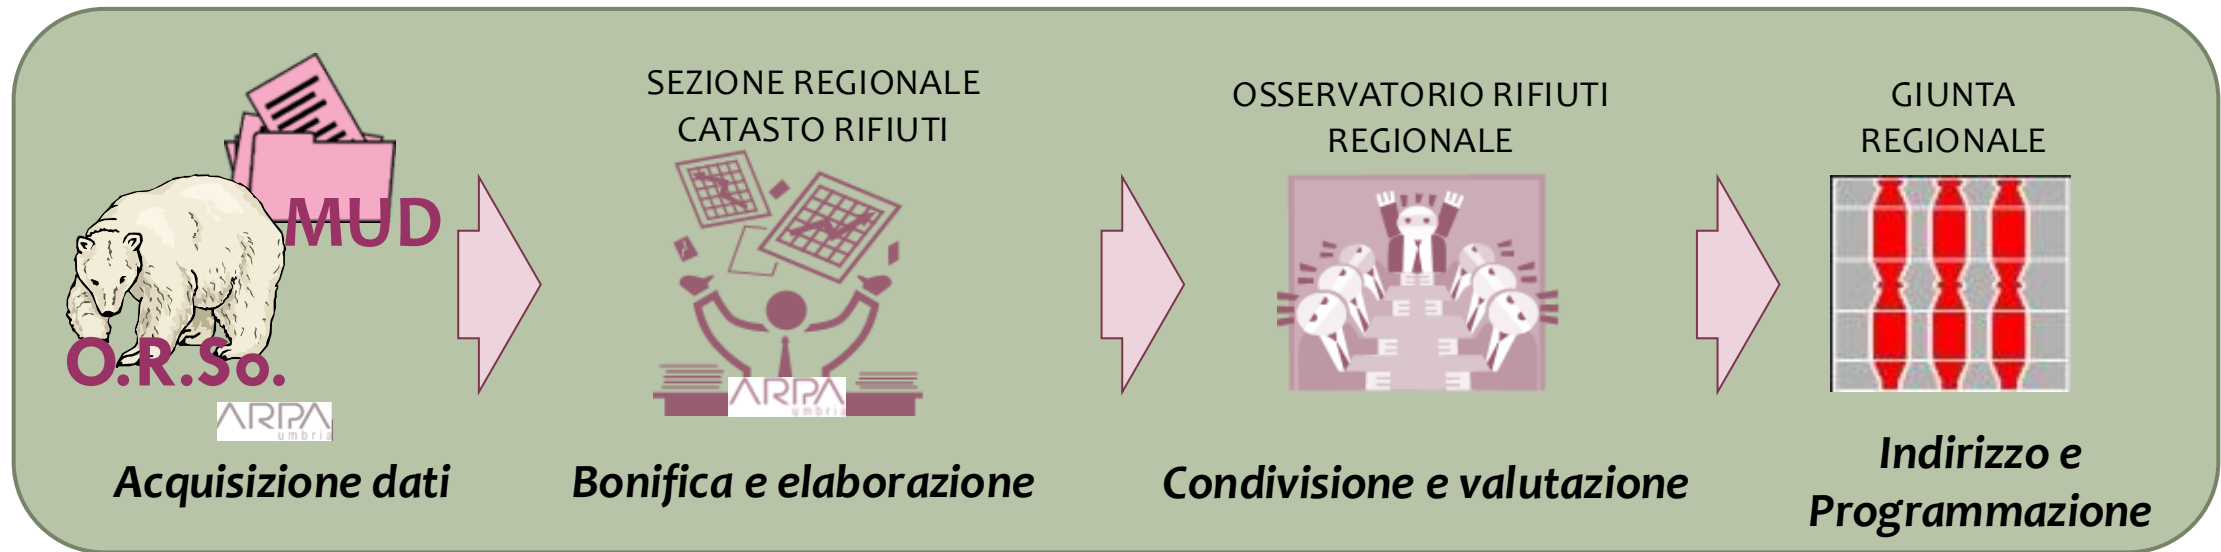 MUD
O.R.So.
ARPA
umbria
Acquisizione dati
SEZIONE REGIONALE
CATASTO RIFIUTI
ARPA
umbria
Bonifica e elaborazione
OSSERVATORIO RIFIUTI
REGIONALE
Condivisione e valutazione
GIUNTA
REGIONALE
Indirizzo e
Programmazione